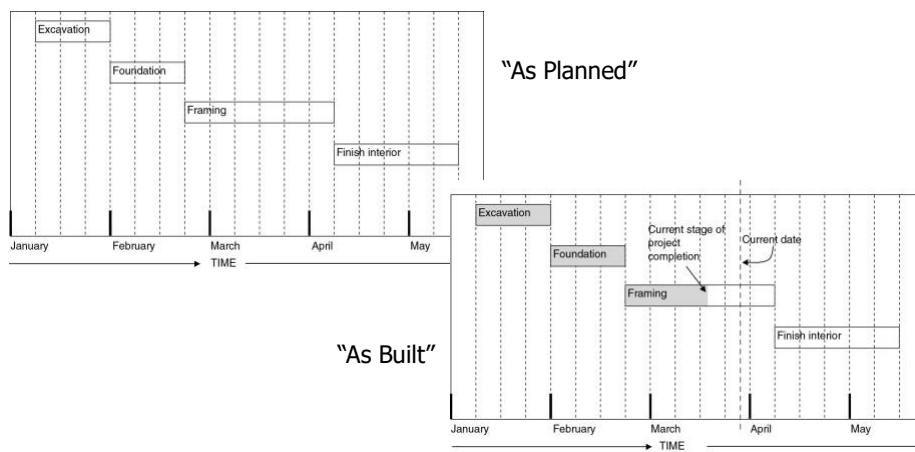 Excavation
Foundation
Framing
Finish interior
January February March April May
TIME
“As Planned”
Excavation
Current stage of
project
completion
Current date
Foundation
Framing
Finish interior
“As Built”
January February March April May
TIME